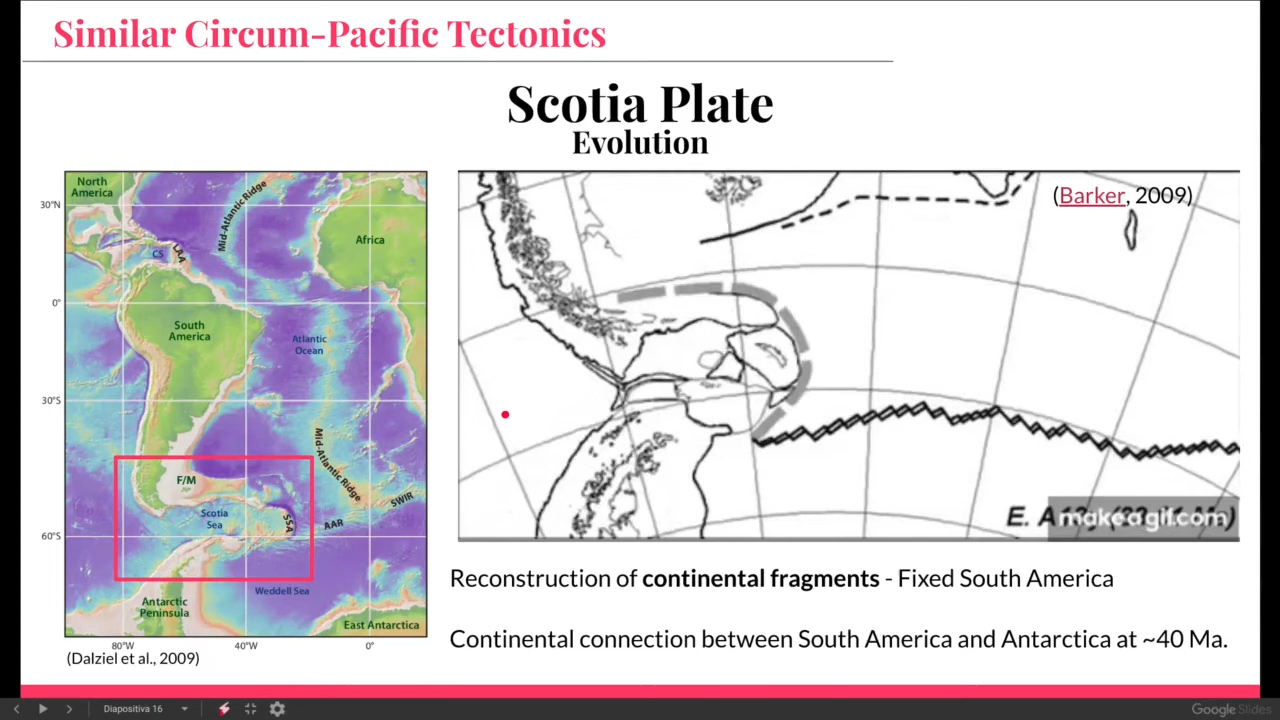 Similar Circum-Pacific Tectonics
Scotia Plate
Evolution
North
America
30°N
0°
30°S
60°S
80°W
40°W
0°
Mid-Atlantic Ridge
Africa
CS
LAA
South
America
Atlantic
Ocean
Mid-Atlantic Ridge
F/M
Scotia
Sea
SSA
AAR
SWIR
Weddell Sea
Antarctic
Peninsula
East Antarctica
(Dalziel et al., 2009)
(Barker, 2009)
E. A
makeagif.com
Reconstruction of continental fragments - Fixed South America
Continental connection between South America and Antarctica at ~40 Ma.
Diapositiva 16
Google Slides